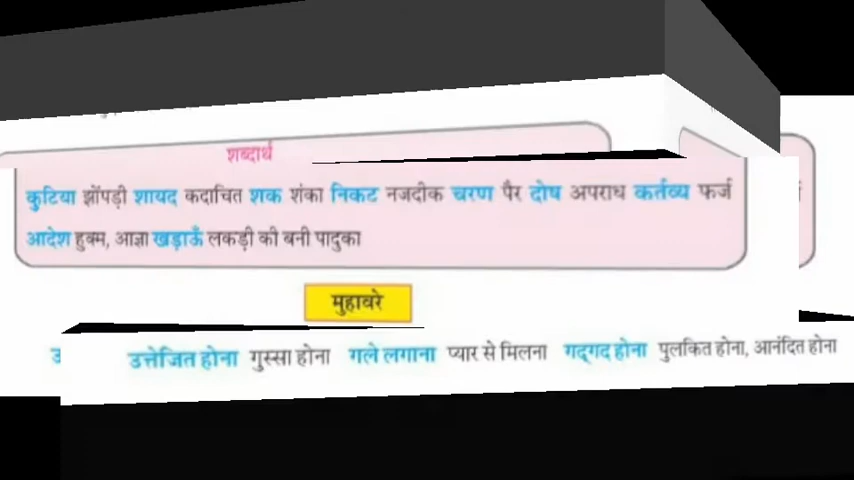 शब्दार्थ
कुटिया झोंपड़ी शायद कदाचित शक शंका निकट नजदीक चरण पैर दोष अपराध कर्तव्य फर्ज
आदेश हुक्म, आज्ञा खड़ाऊँ लकड़ी की बनी पादुका
मुहावरे
उत्तेजित होना गुस्सा होना गले लगाना प्यार से मिलना गद्गद होना पुलकित होना, आनंदित होना